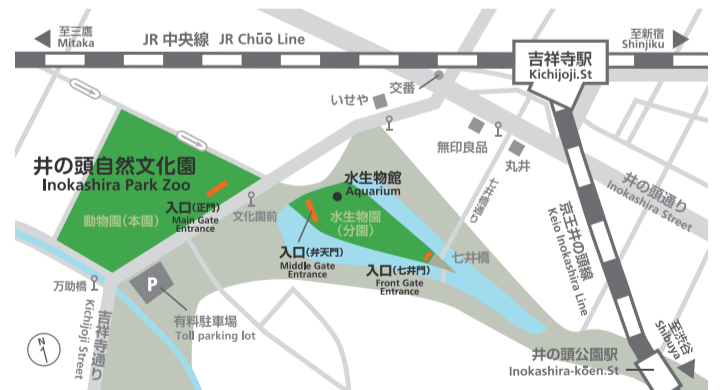 至三鷹
Mitaka
JR 中央線 JR Chūō Line
吉祥寺駅
Kichijoji.St
至新宿
Shinjiku
交番
いせや
無印良品
丸井
井の頭通り
Inokashira Street
七井橋通り
京王井の頭線
Keio Inokashira Line
井の頭自然文化園
Inokashira Park Zoo
動物園(本園)
入口(正門)
Main Gate
Entrance
文化園前
水生物館
Aquarium
水生物園
(分園)
入口(弁天門)
Middle Gate
Entrance
入口(七井門)
Front Gate
Entrance
七井橋
万助橋
P
有料駐車場
Toll parking lot
吉祥寺通り
Kichijoji Street
N
井の頭公園駅
Inokashira-kōen.St
至渋谷
Shibuya